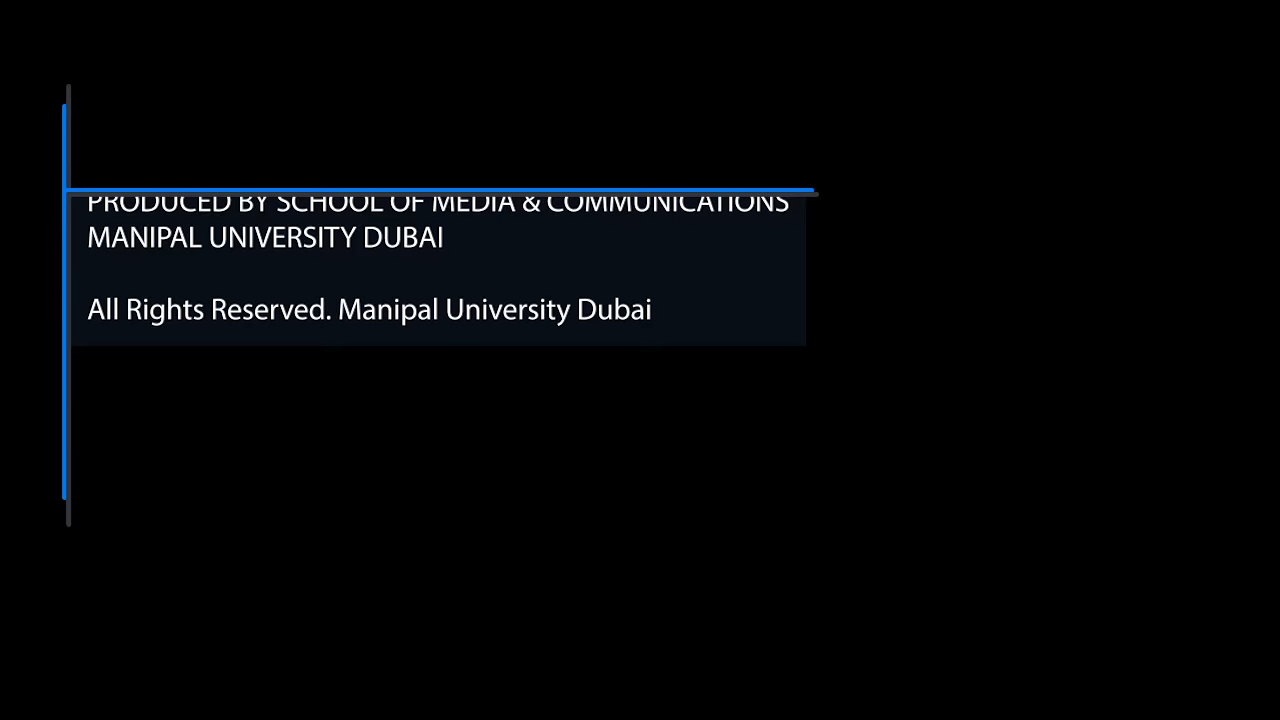 PRODUCED BY SCHOOL OF MEDIA & COMMUNICATIONS
MANIPAL UNIVERSITY DUBAI
All Rights Reserved. Manipal University Dubai